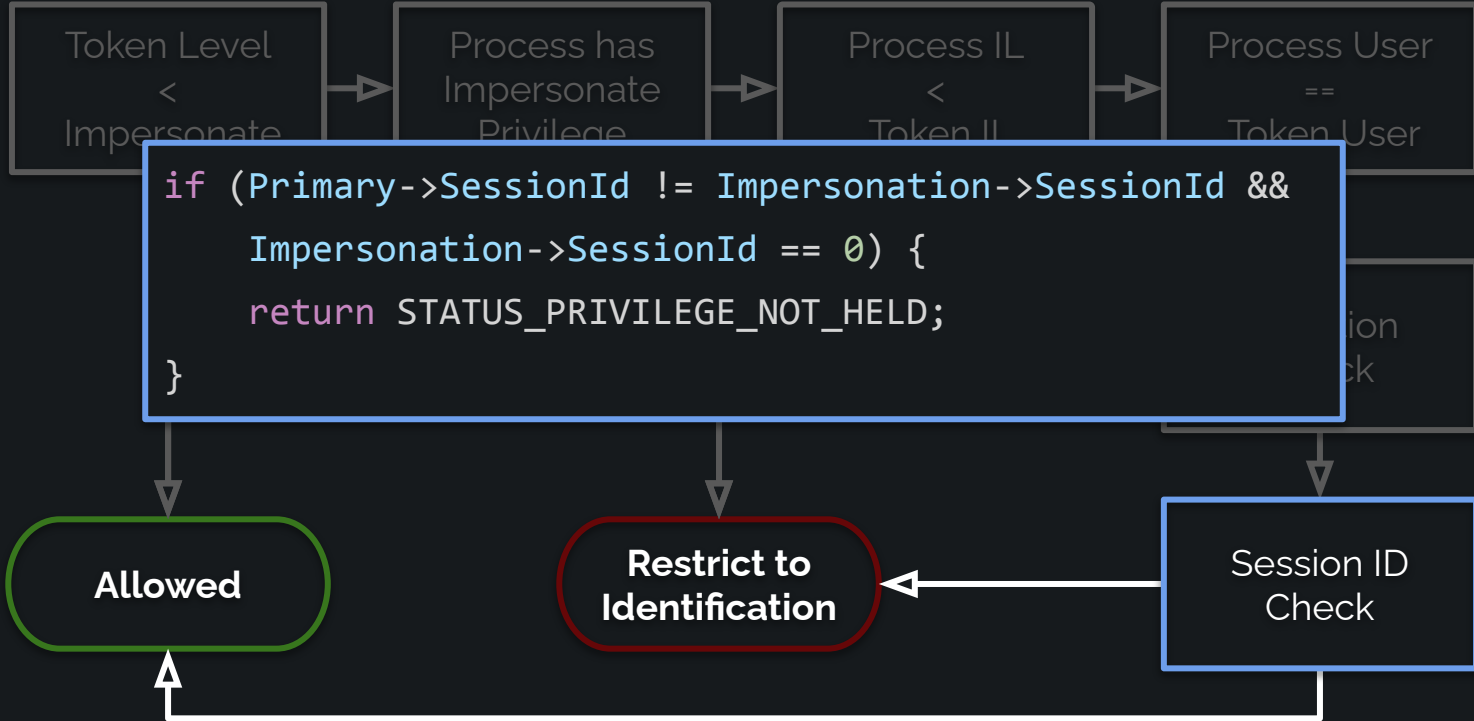 Token Level
<
Impersonate
Process has
Impersonate
Privilege
Process IL
<
Token IL
Process User
==
Token User
if (Primary->SessionId != Impersonation->SessionId &&
Impersonation->SessionId == 0) {
return STATUS_PRIVILEGE_NOT_HELD;
}
Allowed
Restrict to
Identification
Session ID
Check